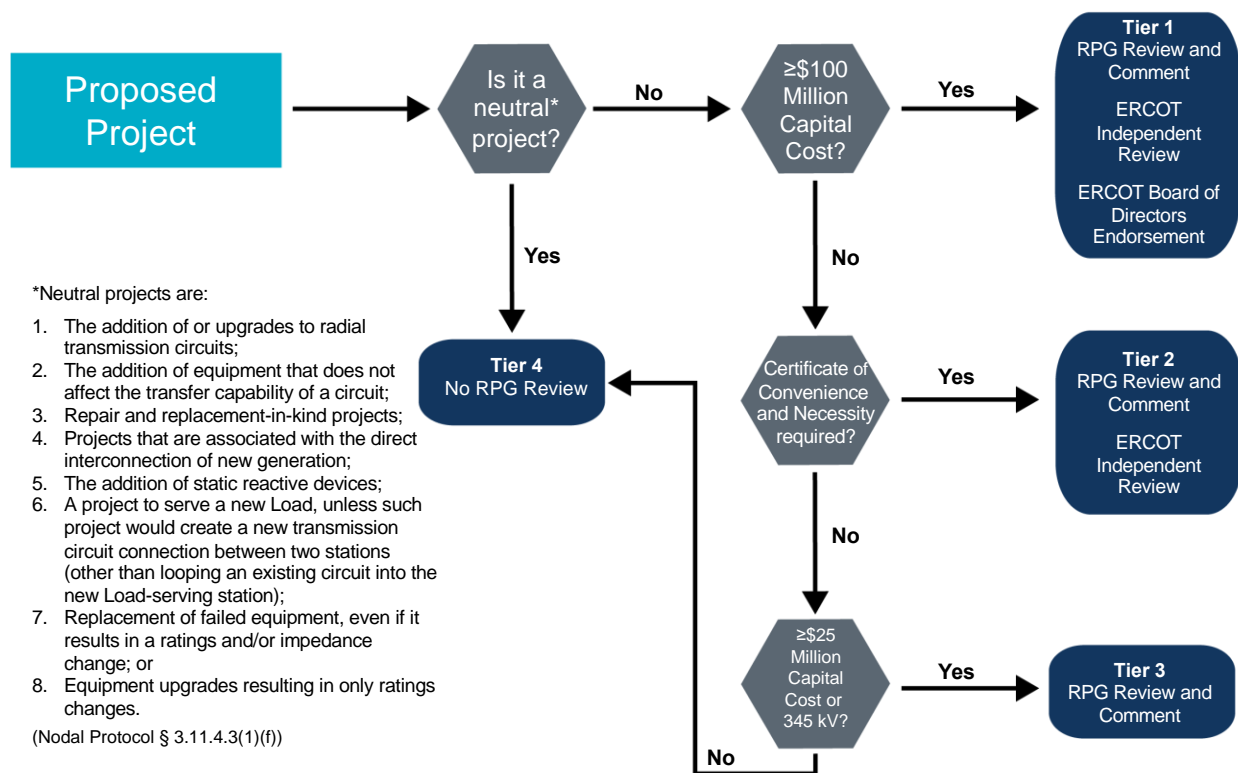 Proposed
Project
Is it a
neutral*
project?
No
≥$100
Million
Capital
Cost?
Yes
Tier 1
RPG Review and
Comment
ERCOT
Independent
Review
ERCOT Board of
Directors
Endorsement
Yes
No
*Neutral projects are:
1. The addition of or upgrades to radial
transmission circuits;
2. The addition of equipment that does not
affect the transfer capability of a circuit;
3. Repair and replacement-in-kind projects;
4. Projects that are associated with the direct
interconnection of new generation;
5. The addition of static reactive devices;
6. A project to serve a new Load, unless such
project would create a new transmission
circuit connection between two stations
(other than looping an existing circuit into the
new Load-serving station);
7. Replacement of failed equipment, even if it
results in a ratings and/or impedance
change; or
8. Equipment upgrades resulting in only ratings
changes.
(Nodal Protocol § 3.11.4.3(1)(f))
Tier 4
No RPG Review
Certificate of
Convenience
and Necessity
required?
Yes
Tier 2
RPG Review and
Comment
ERCOT
Independent
Review
No
≥$25
Million
Capital
Cost or
345 kV?
Yes
Tier 3
RPG Review and
Comment
No